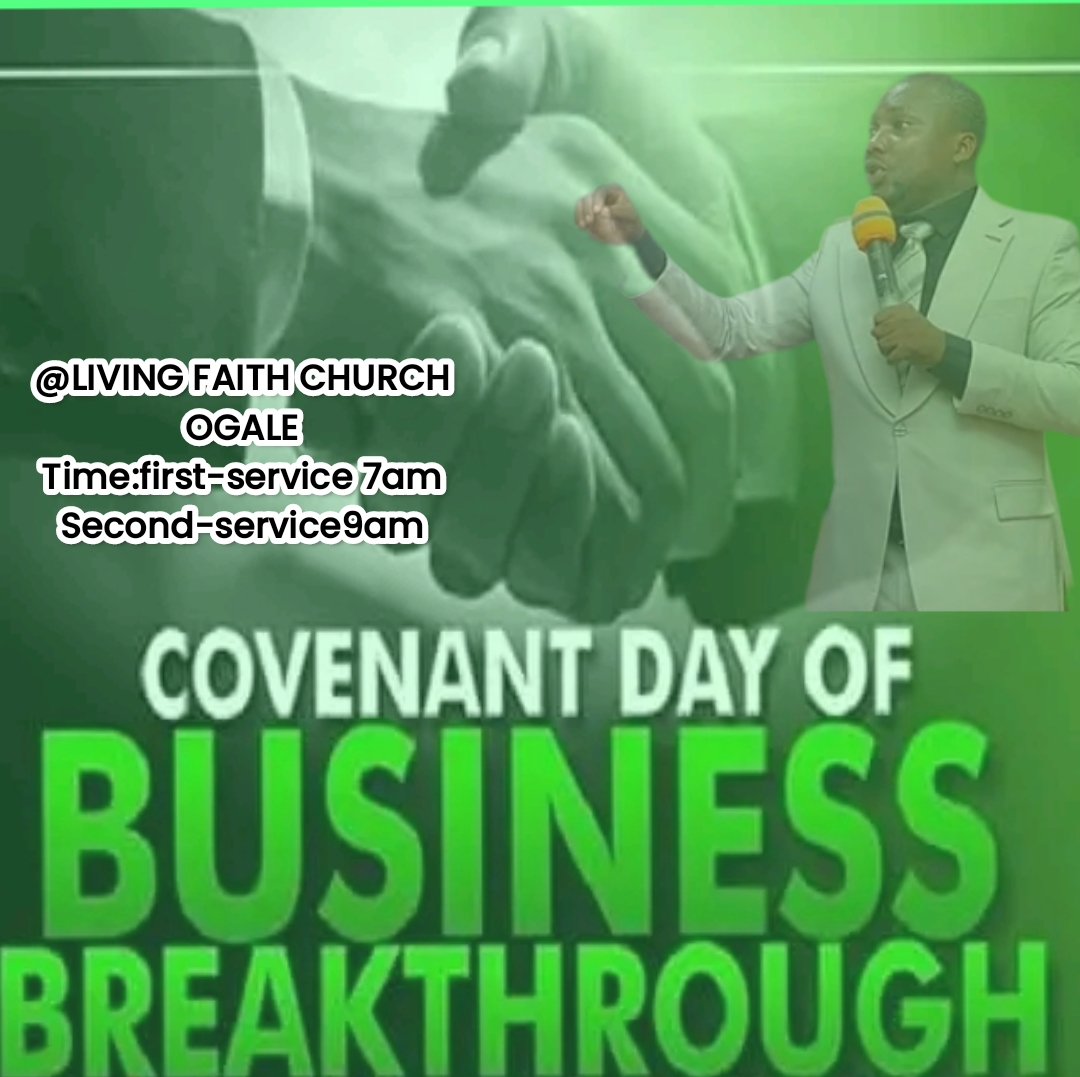 @LIVING FAITH CHURCH
OGALE
Time:first-service 7am
Second-service9am
COVENANT DAY OF
BUSINESS
BREAKTHROUGH